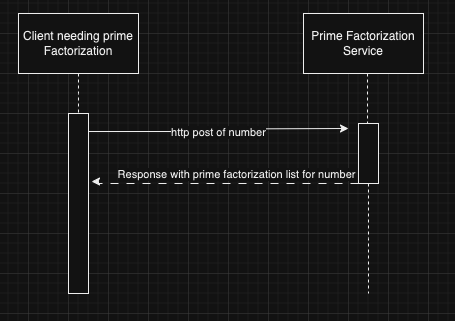 Client needing prime
Factorization
Prime Factorization
Service
http post of number
Response with prime factorization list for number